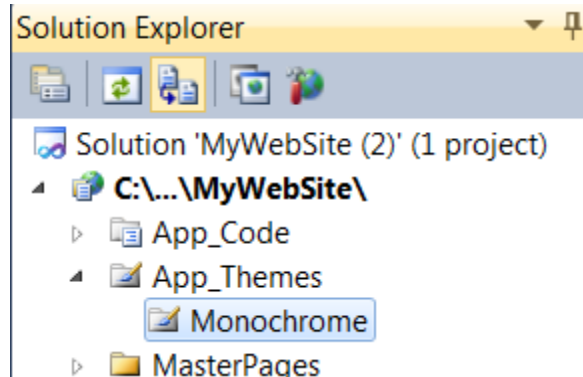 Solution Explorer
Solution 'MyWebSite (2)' (1 project)
C:\...\MyWebSite\
App_Code
App_Themes
Monochrome
MasterPages